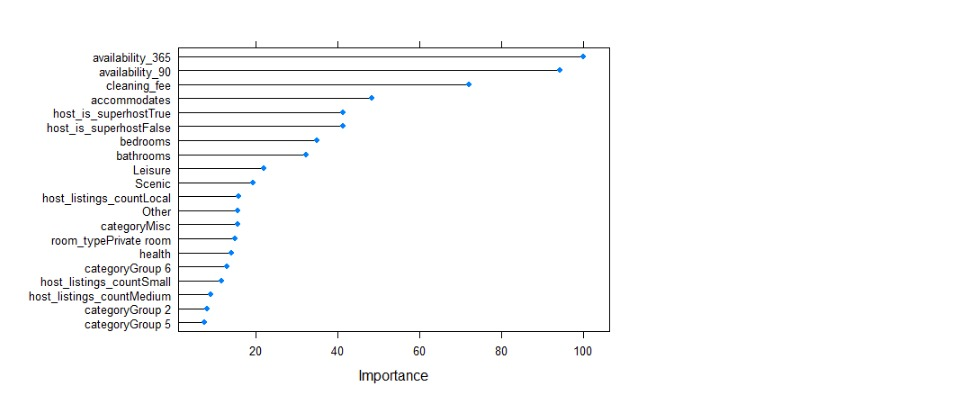 availability_365
availability_90
cleaning_fee
accommodates
host_is_superhostTrue
host_is_superhostFalse
bedrooms
bathrooms
Leisure
Scenic
host_listings_countLocal
Other
categoryMisc
room_typePrivate room
health
categoryGroup 6
host_listings_countSmall
host_listings_countMedium
categoryGroup 2
categoryGroup 5
20 40 60 80 100
Importance